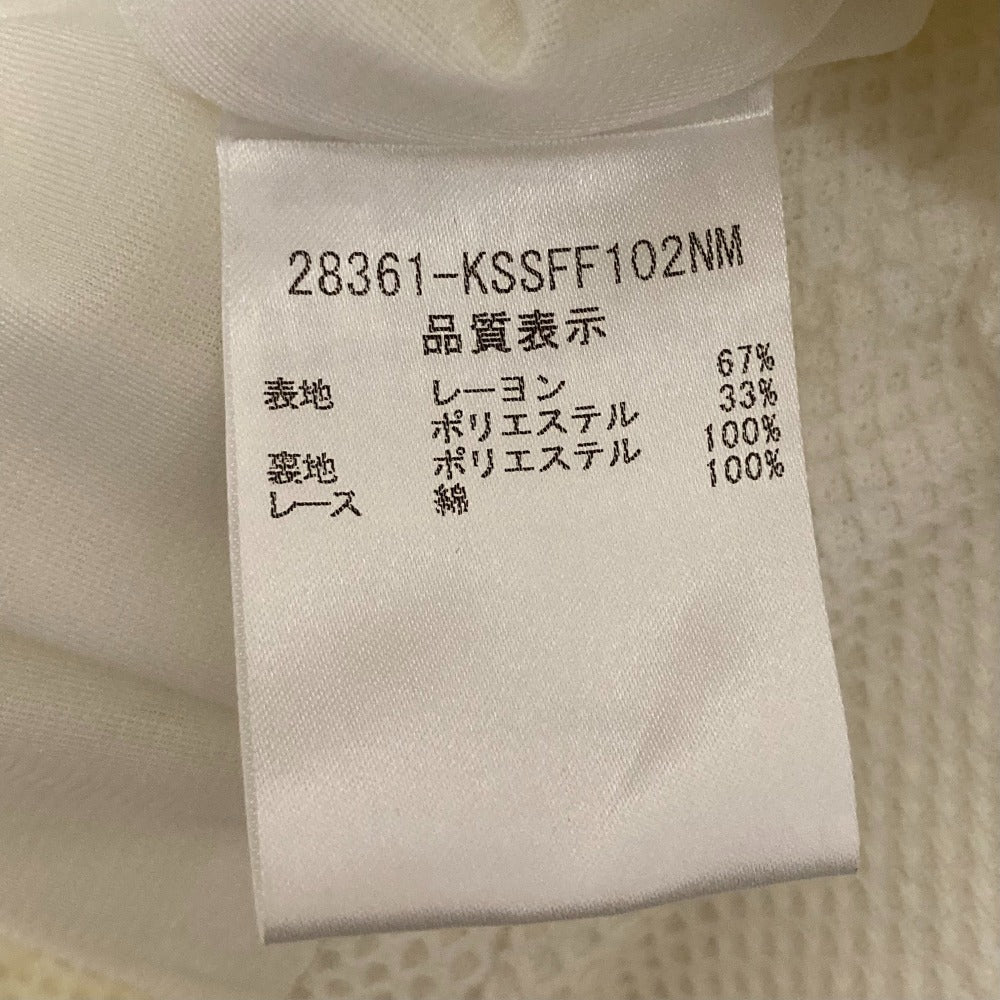 28361-KSSFF102NM
品質表示
表地 レーヨン 67%
ポリエステル 33%
裏地 ポリエステル 100%
レース 綿 100%